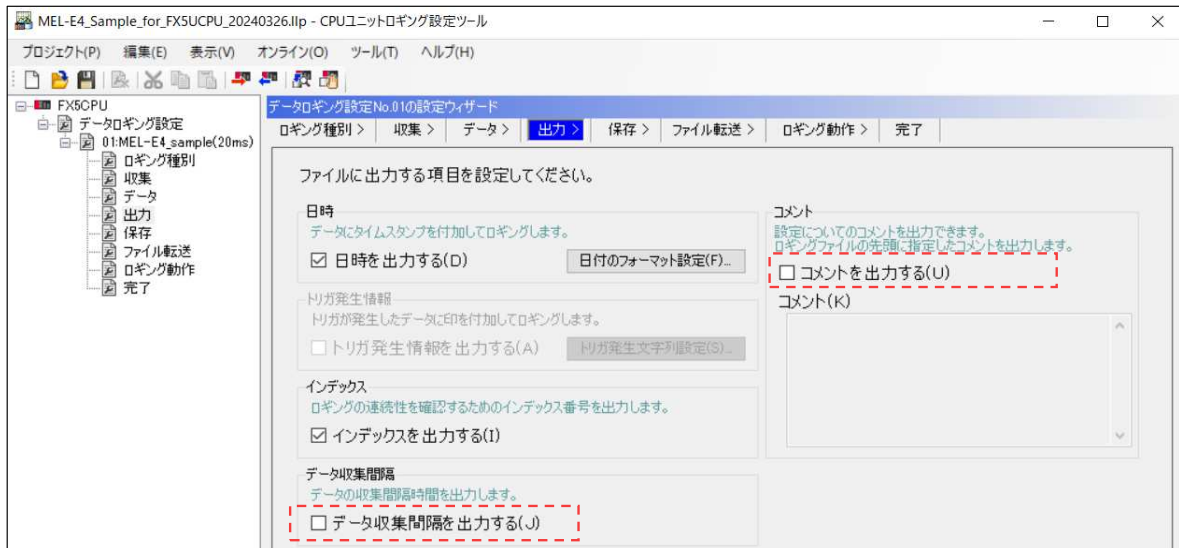 MEL-E4_Sample_for_FX5UCPU_20240326.llp - CPUユニットロギング設定ツール
プロジェクト(P) 編集(E) 表示(V) オンライン(O) ツール(T) ヘルプ(H)
FX5CPU
データロギング設定
01:MEL-E4_sample(20ms)
ロギング種別
収集
データ
出力
保存
ファイル転送
ロギング動作
完了
データロギング設定No.01の設定ウィザード
ロギング種別 > 収集 > データ > 出力 > 保存 > ファイル転送 > ロギング動作 > 完了
ファイルに出力する項目を設定してください。
日時
データにタイムスタンプを付加してロギングします。
日時を出力する(D)
日付のフォーマット設定(F)...
トリガ発生情報
トリガが発生したデータに印を付加してロギングします。
トリガ発生情報を出力する(A)
トリガ発生文字列設定(S)...
インデックス
ロギングの連続性を確認するためのインデックス番号を出力します。
インデックスを出力する(I)
データ収集間隔
データの収集間隔時間を出力します。
データ収集間隔を出力する(J)
コメント
設定についてのコメントを出力できます。
ロギングファイルの先頭に指定したコメントを出力します。
コメントを出力する(U)
コメント(K)